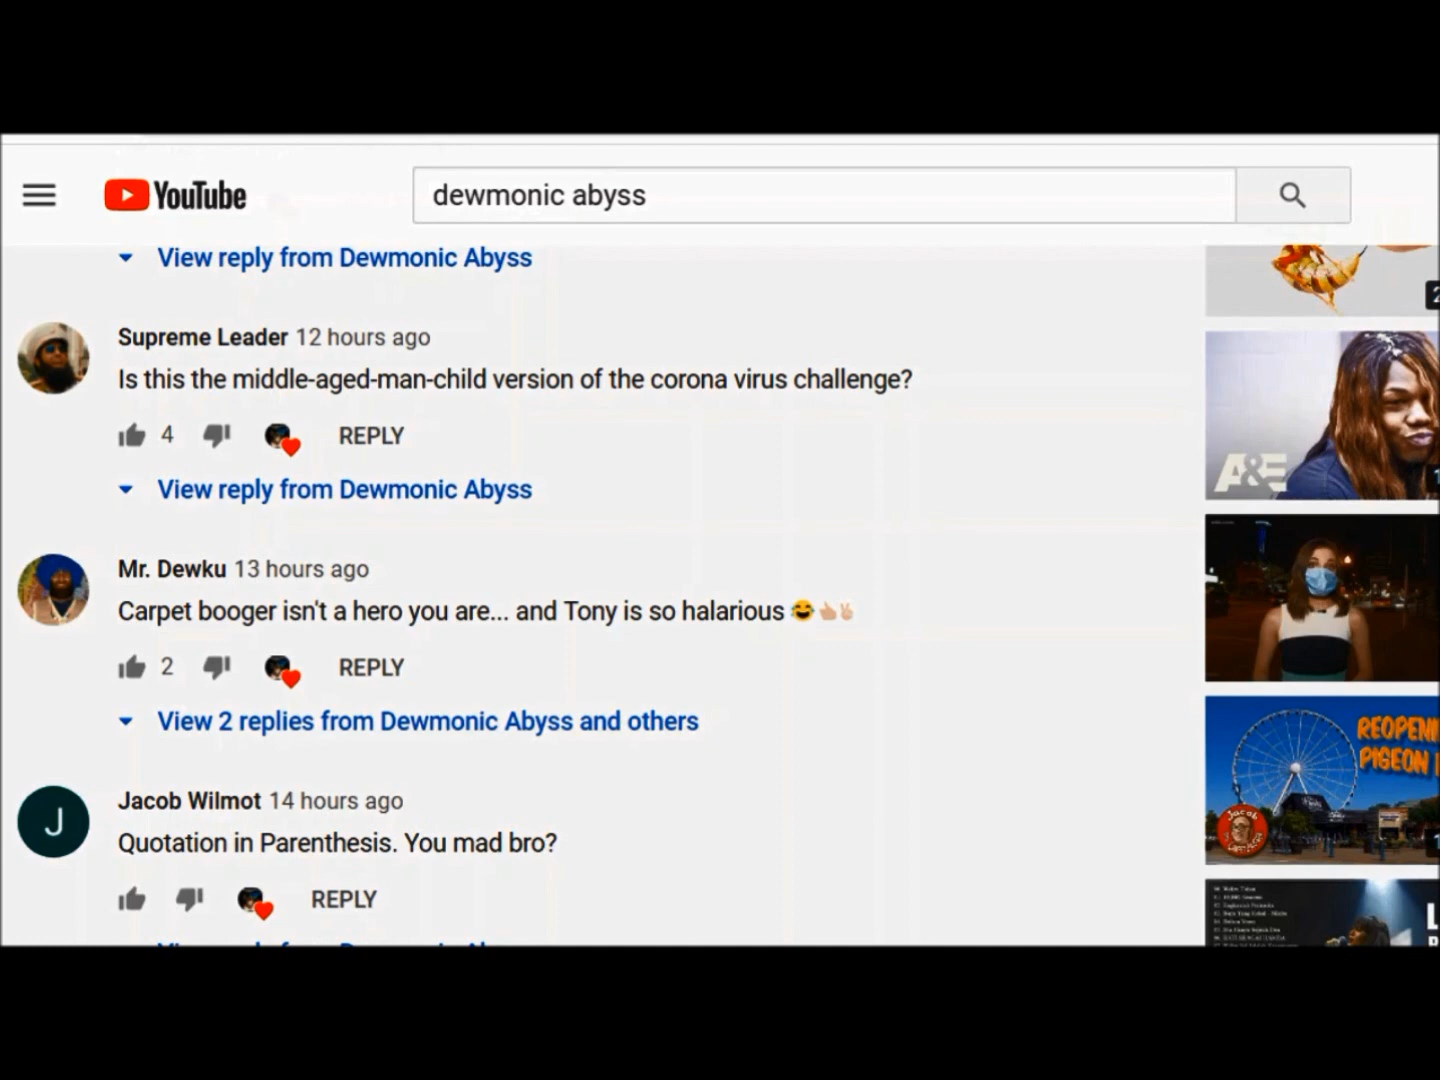 YouTube
dewmonic abyss
View reply from Dewmonic Abyss
Supreme Leader 12 hours ago
Is this the middle-aged-man-child version of the corona virus challenge?
4
REPLY
View reply from Dewmonic Abyss
Mr. Dewku 13 hours ago
Carpet booger isn't a hero you are... and Tony is so halarious 😂👍🏼✌🏼
2
REPLY
View 2 replies from Dewmonic Abyss and others
J
Jacob Wilmot 14 hours ago
Quotation in Parenthesis. You mad bro?
REPLY
A&E
REOPENI
PIGEON
Jacob